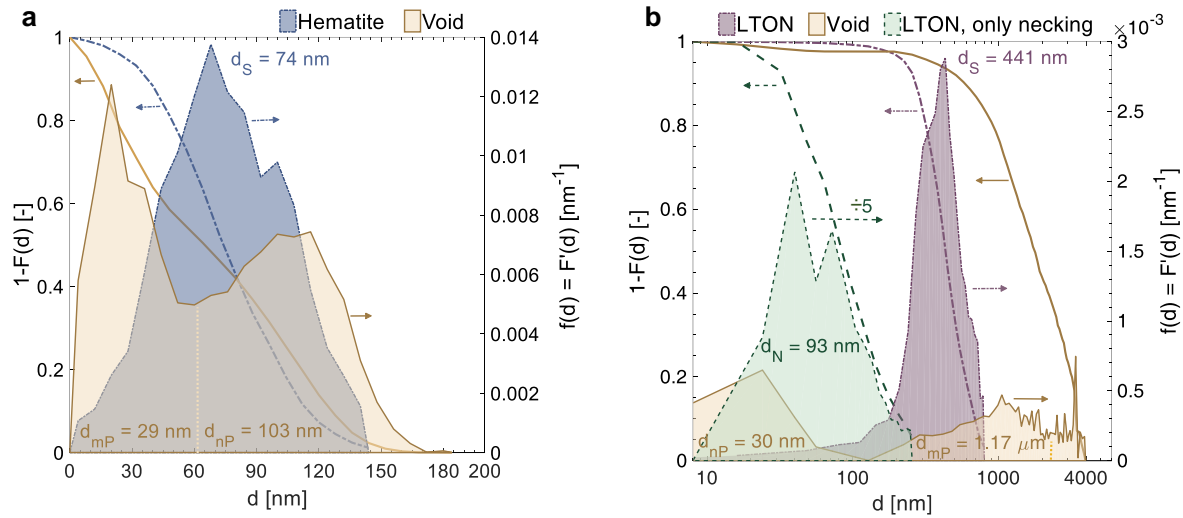 a
Hematite Void
1-F(d) [-]
1
0.8
0.6
0.4
0.2
0
d_S = 74 nm
d_mP = 29 nm
d_nP = 103 nm
0.014
0.012
0.01
0.008
0.006
0.004
0.002
0
f(d) = F'(d) [nm^-1]
0 30 60 90 120 150 180 200
d [nm]
b
LTON Void LTON, only necking
×10^-3
1-F(d) [-]
1
0.8
0.6
0.4
0.2
0
d_S = 441 nm
÷5
d_N = 93 nm
d_nP = 30 nm
d_mP = 1.17 μm
3
2.5
2
1.5
1
0.5
0
f(d) = F'(d) [nm^-1]
10 100 1000 4000
d [nm]